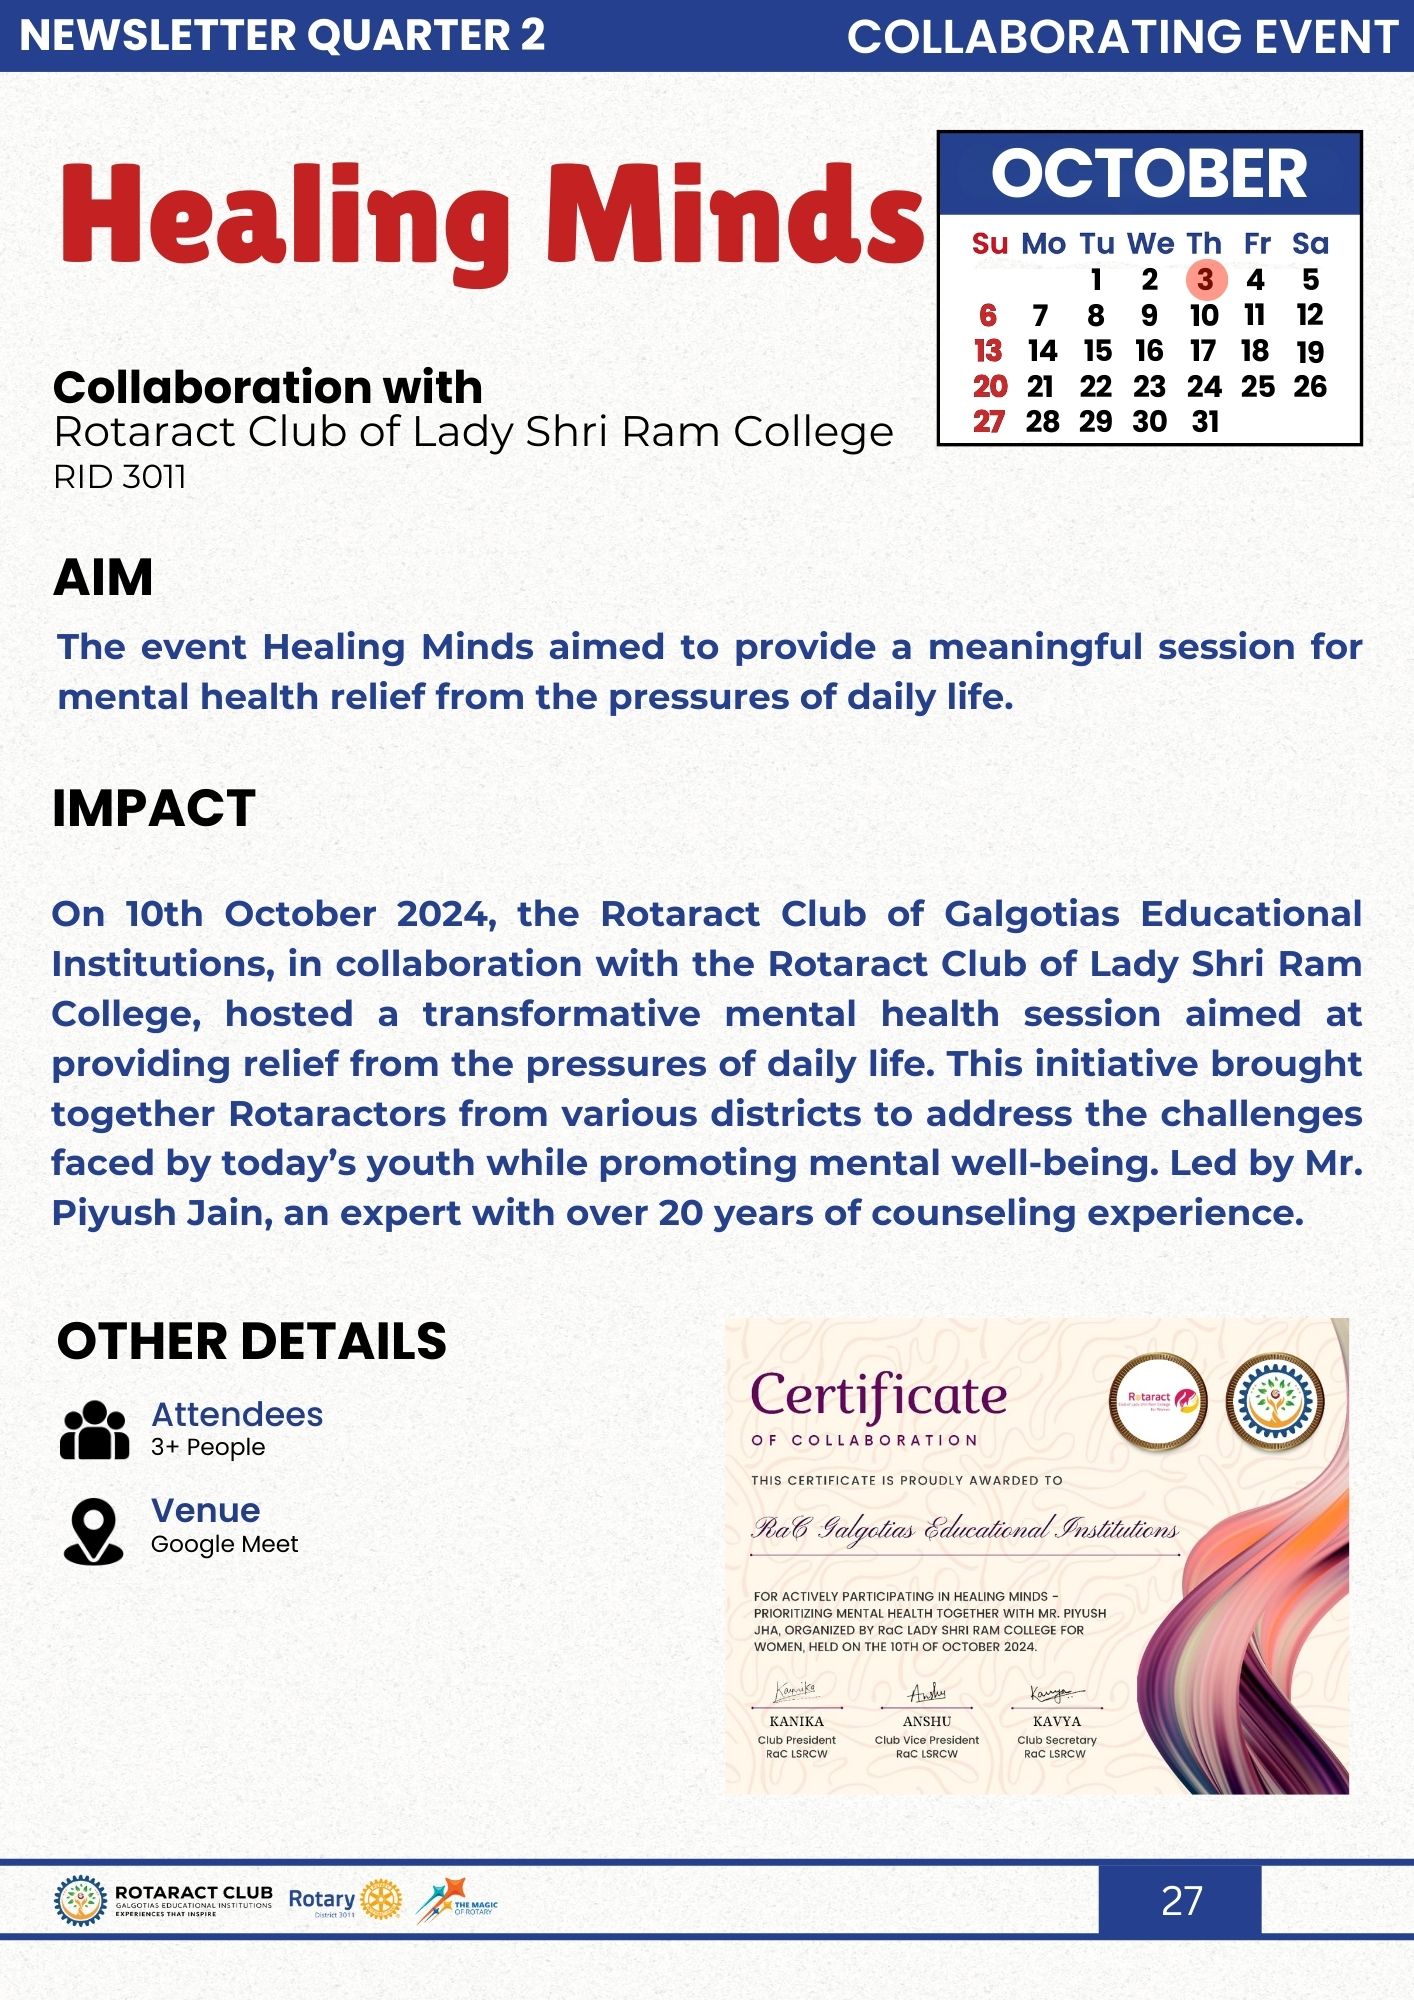 NEWSLETTER QUARTER 2
COLLABORATING EVENT
Healing Minds
OCTOBER
Su Mo Tu We Th Fr Sa
1 2 3 4 5
6 7 8 9 10 11 12
13 14 15 16 17 18 19
20 21 22 23 24 25 26
27 28 29 30 31
Collaboration with
Rotaract Club of Lady Shri Ram College
RID 3011
AIM
The event Healing Minds aimed to provide a meaningful session for
mental health relief from the pressures of daily life.
IMPACT
On 10th October 2024, the Rotaract Club of Galgotias Educational
Institutions, in collaboration with the Rotaract Club of Lady Shri Ram
College, hosted a transformative mental health session aimed at
providing relief from the pressures of daily life. This initiative brought
together Rotaractors from various districts to address the challenges
faced by today’s youth while promoting mental well-being. Led by Mr.
Piyush Jain, an expert with over 20 years of counseling experience.
OTHER DETAILS
Attendees
3+ People
Venue
Google Meet
Certificate
OF COLLABORATION
Rotaract
THIS CERTIFICATE IS PROUDLY AWARDED TO
RaC Galgotias Educational Institutions
FOR ACTIVELY PARTICIPATING IN HEALING MINDS –
PRIORITIZING MENTAL HEALTH TOGETHER WITH MR. PIYUSH
JHA, ORGANIZED BY RaC LADY SHRI RAM COLLEGE FOR
WOMEN, HELD ON THE 10TH OF OCTOBER 2024.
Kanika Anshu Kavya
KANIKA ANSHU KAVYA
Club President Club Vice President Club Secretary
RaC LSRCW RaC LSRCW RaC LSRCW
ROTARACT CLUB
GALGOTIAS EDUCATIONAL INSTITUTIONS
EXPERIENCES THAT INSPIRE
Rotary
District 3011
THE MAGIC
OF ROTARY
27